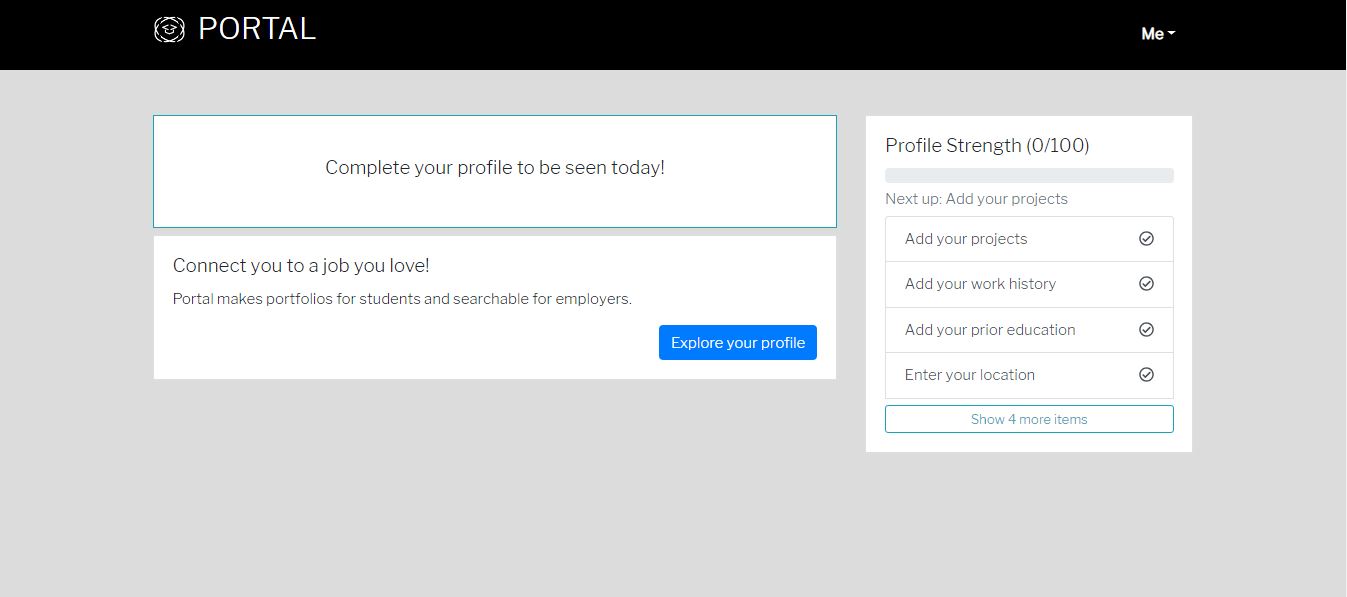 PORTAL
Me
Complete your profile to be seen today!
Connect you to a job you love!
Portal makes portfolios for students and searchable for employers.
Explore your profile
Profile Strength (0/100)
Next up: Add your projects
Add your projects
Add your work history
Add your prior education
Enter your location
Show 4 more items